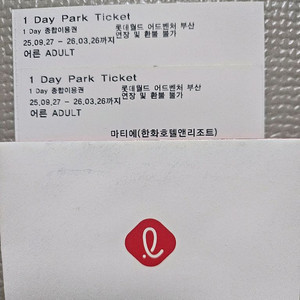 1 Day Park Ticket
1 Day 종합이용권 롯데월드 어드벤처 부산
25.09.27 - 26.03.26까지 연장 및 환불 불가
어른 ADULT
1 Day Park Ticket
1 Day 종합이용권 롯데월드 어드벤처 부산
25.09.27 - 26.03.26까지 연장 및 환불 불가
어른 ADULT
마티에(한화호텔앤리조트)